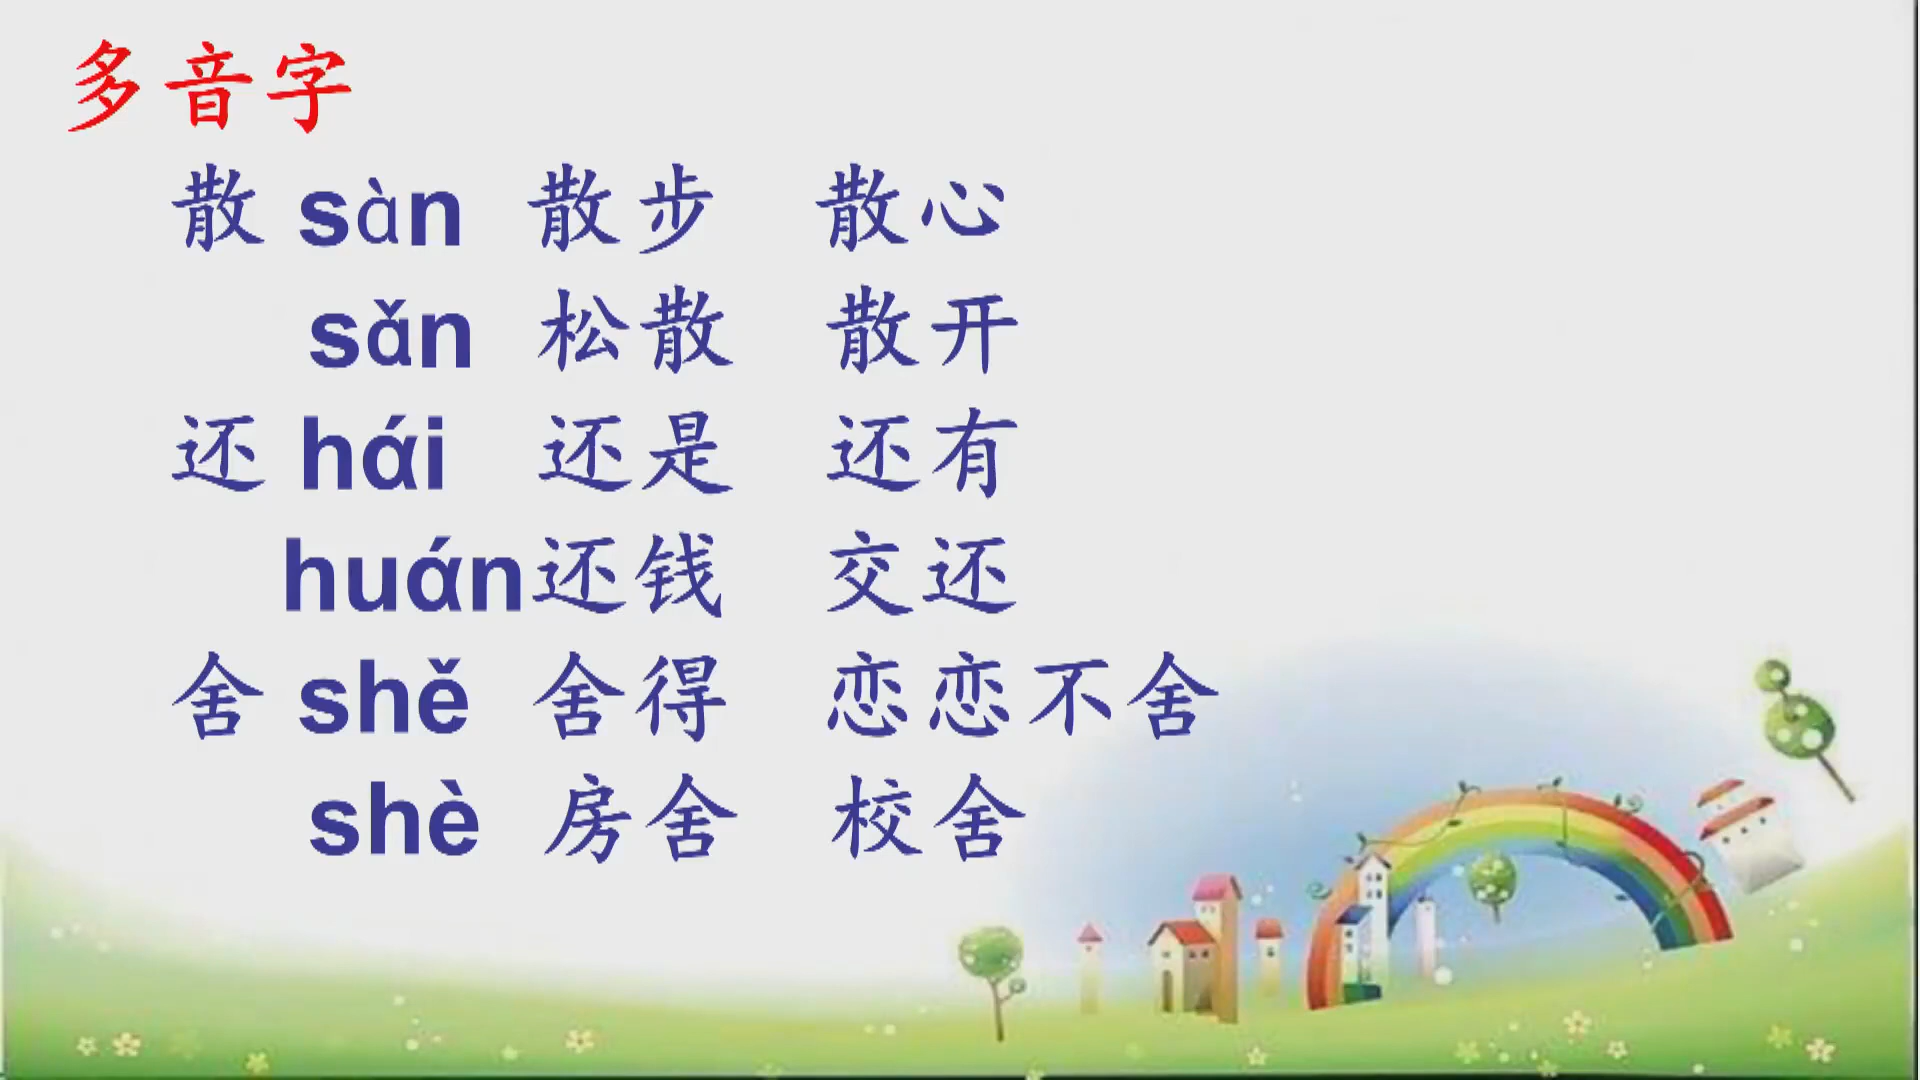 多音字
散 sàn 散步 散心
sǎn 松散 散开
还 hái 还是 还有
huán还钱 交还
舍 shě 舍得 恋恋不舍
shè 房舍 校舍